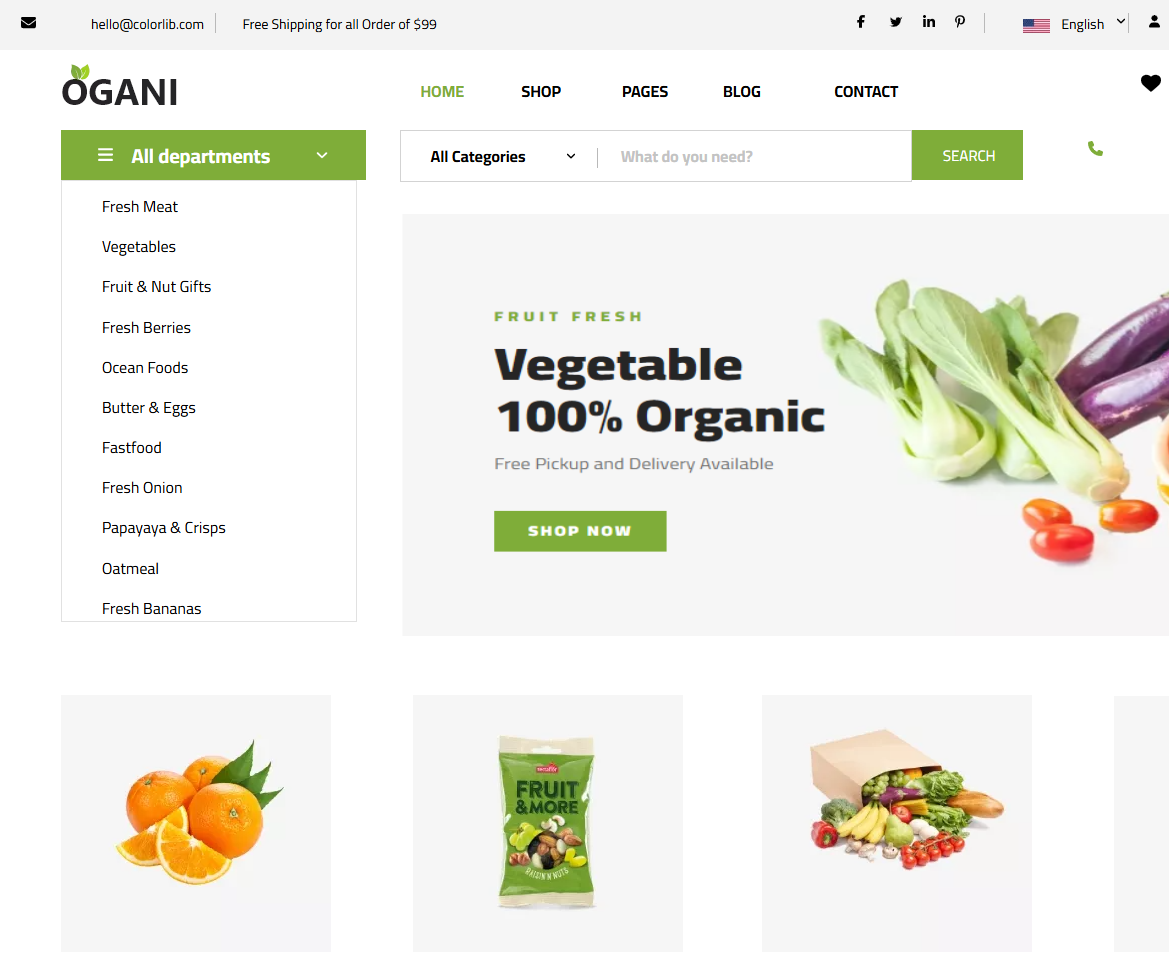 hello@colorlib.com
Free Shipping for all Order of $99
English
OGANI
HOME
SHOP
PAGES
BLOG
CONTACT
All departments
All Categories
What do you need?
SEARCH
Fresh Meat
Vegetables
Fruit & Nut Gifts
Fresh Berries
Ocean Foods
Butter & Eggs
Fastfood
Fresh Onion
Papayaya & Crisps
Oatmeal
Fresh Bananas
FRUIT FRESH
Vegetable
100% Organic
Free Pickup and Delivery Available
SHOP NOW
FRUIT
&MORE
RAISIN N NUTS